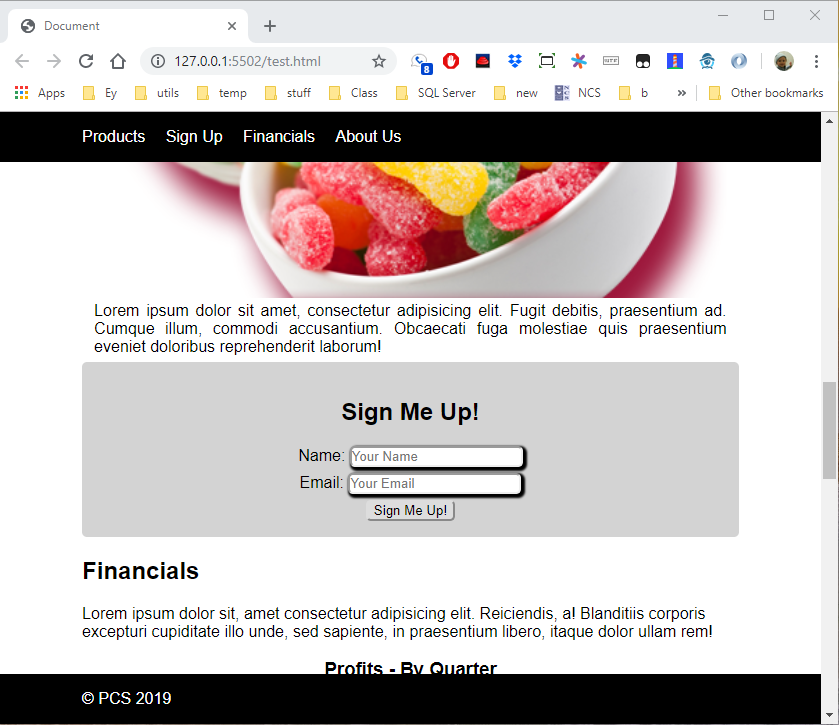 Document
127.0.0.1:5502/test.html
8
Apps Ey utils temp stuff Class SQL Server new NCS b » Other bookmarks
Products Sign Up Financials About Us
Lorem ipsum dolor sit amet, consectetur adipisicing elit. Fugit debitis, praesentium ad.
Cumque illum, commodi accusantium. Obcaecati fuga molestiae quis praesentium
eveniet doloribus reprehenderit laborum!
Sign Me Up!
Name: Your Name
Email: Your Email
Sign Me Up!
Financials
Lorem ipsum dolor sit, amet consectetur adipisicing elit. Reiciendis, a! Blanditiis corporis
excepturi cupiditate illo unde, sed sapiente, in praesentium libero, itaque dolor ullam rem!
Profits - By Quarter
© PCS 2019